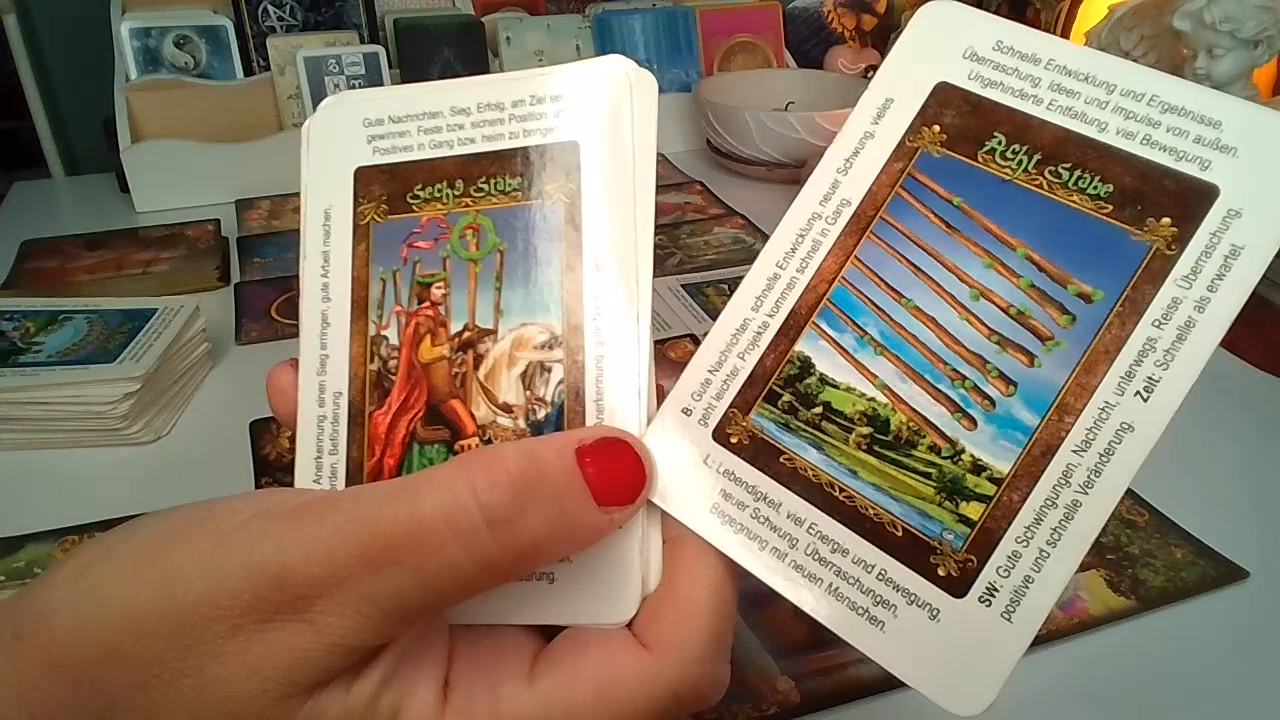 Gute Nachrichten, Sieg, Erfolg, am Ziel
gewinnen. Feste bzw. sichere Position,
Positives in Gang bzw. heim zu bringen
Sechs Stäbe
Anerkennung, einen Sieg erringen, gute Arbeit machen,
Beförderung
Schnelle Entwicklung und Ergebnisse,
Überraschung, Ideen und Impulse von außen.
Ungehinderte Entfaltung, viel Bewegung.
Acht Stäbe
B: Gute Nachrichten, schnelle Entwicklung, neuer Schwung, vieles
geht leichter, Projekte kommen schnell in Gang.
L: Lebendigkeit, viel Energie und Bewegung,
neuer Schwung, Überraschungen,
Begegnung mit neuen Menschen.
SW: Gute Schwingungen, Nachricht, unterwegs, Reise, Überraschung,
positive und schnelle Veränderung. Zeit: Schneller als erwartet.